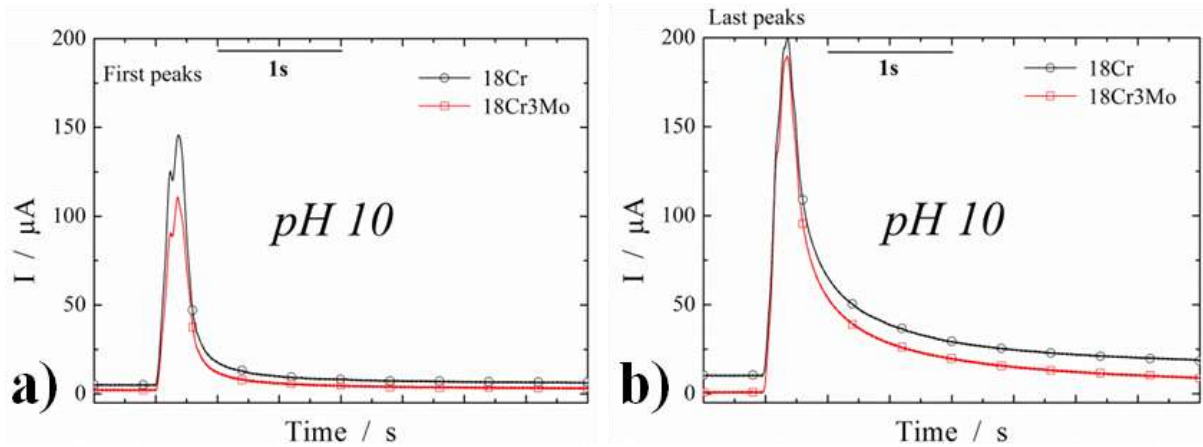 200
150
100
50
0
I / μA
First peaks
1s
18Cr
18Cr3Mo
pH 10
a)
Time / s
Last peaks
200
150
100
50
0
I / μA
1s
18Cr
18Cr3Mo
pH 10
b)
Time / s